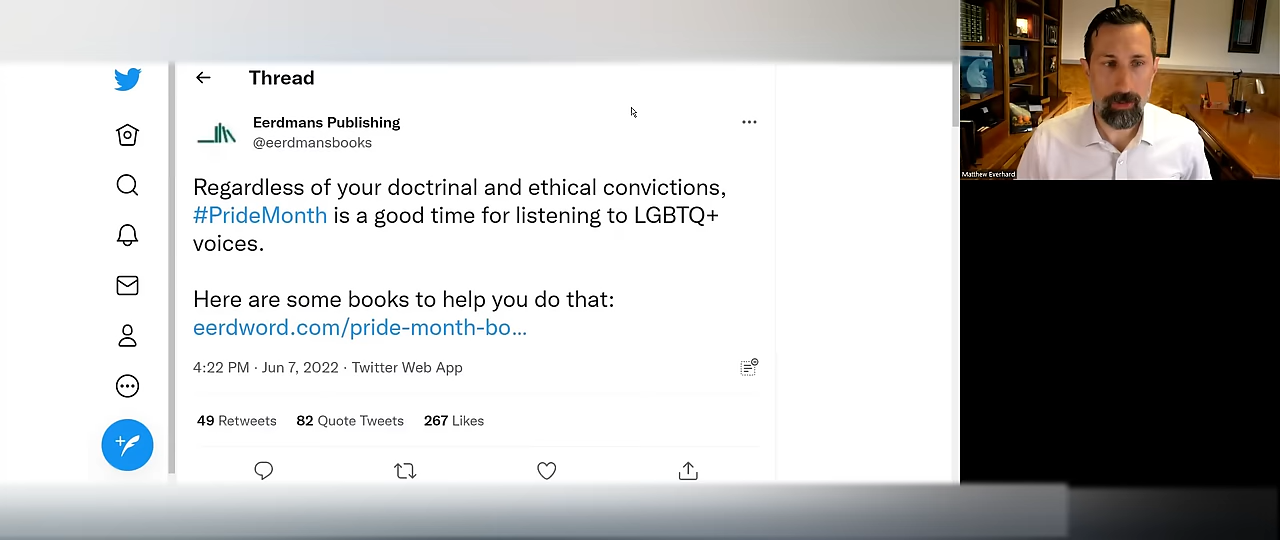 Thread
Eerdmans Publishing
@eerdmansbooks
Regardless of your doctrinal and ethical convictions,
#PrideMonth is a good time for listening to LGBTQ+
voices.
Here are some books to help you do that:
eerdword.com/pride-month-bo...
4:22 PM · Jun 7, 2022 · Twitter Web App
49 Retweets 82 Quote Tweets 267 Likes
Matthew Everhard